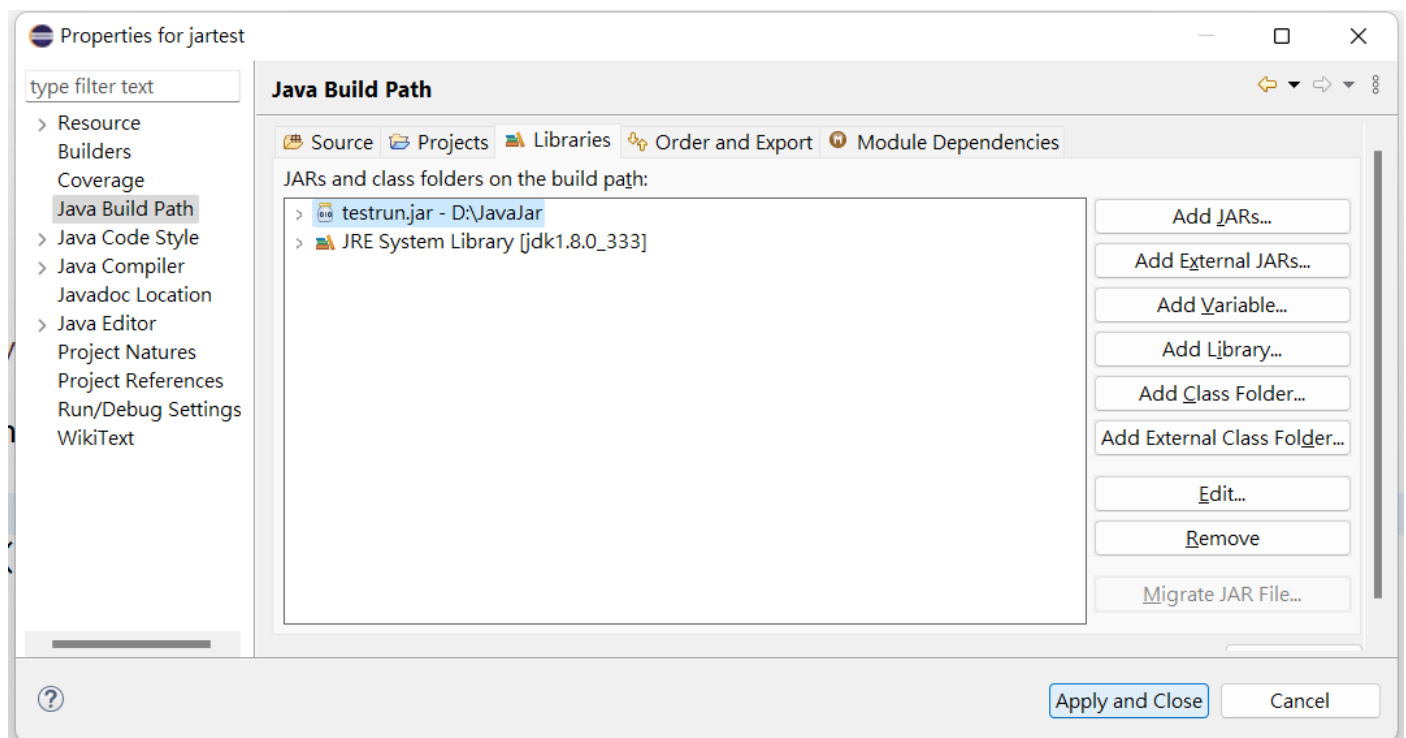 Properties for jartest
type filter text
Java Build Path
Resource
Builders
Coverage
Java Build Path
Java Code Style
Java Compiler
Javadoc Location
Java Editor
Project Natures
Project References
Run/Debug Settings
WikiText
Source Projects Libraries Order and Export Module Dependencies
JARs and class folders on the build path:
testrun.jar - D:\JavaJar
JRE System Library [jdk1.8.0_333]
Add JARs...
Add External JARs...
Add Variable...
Add Library...
Add Class Folder...
Add External Class Folder...
Edit...
Remove
Migrate JAR File...
Apply and Close
Cancel